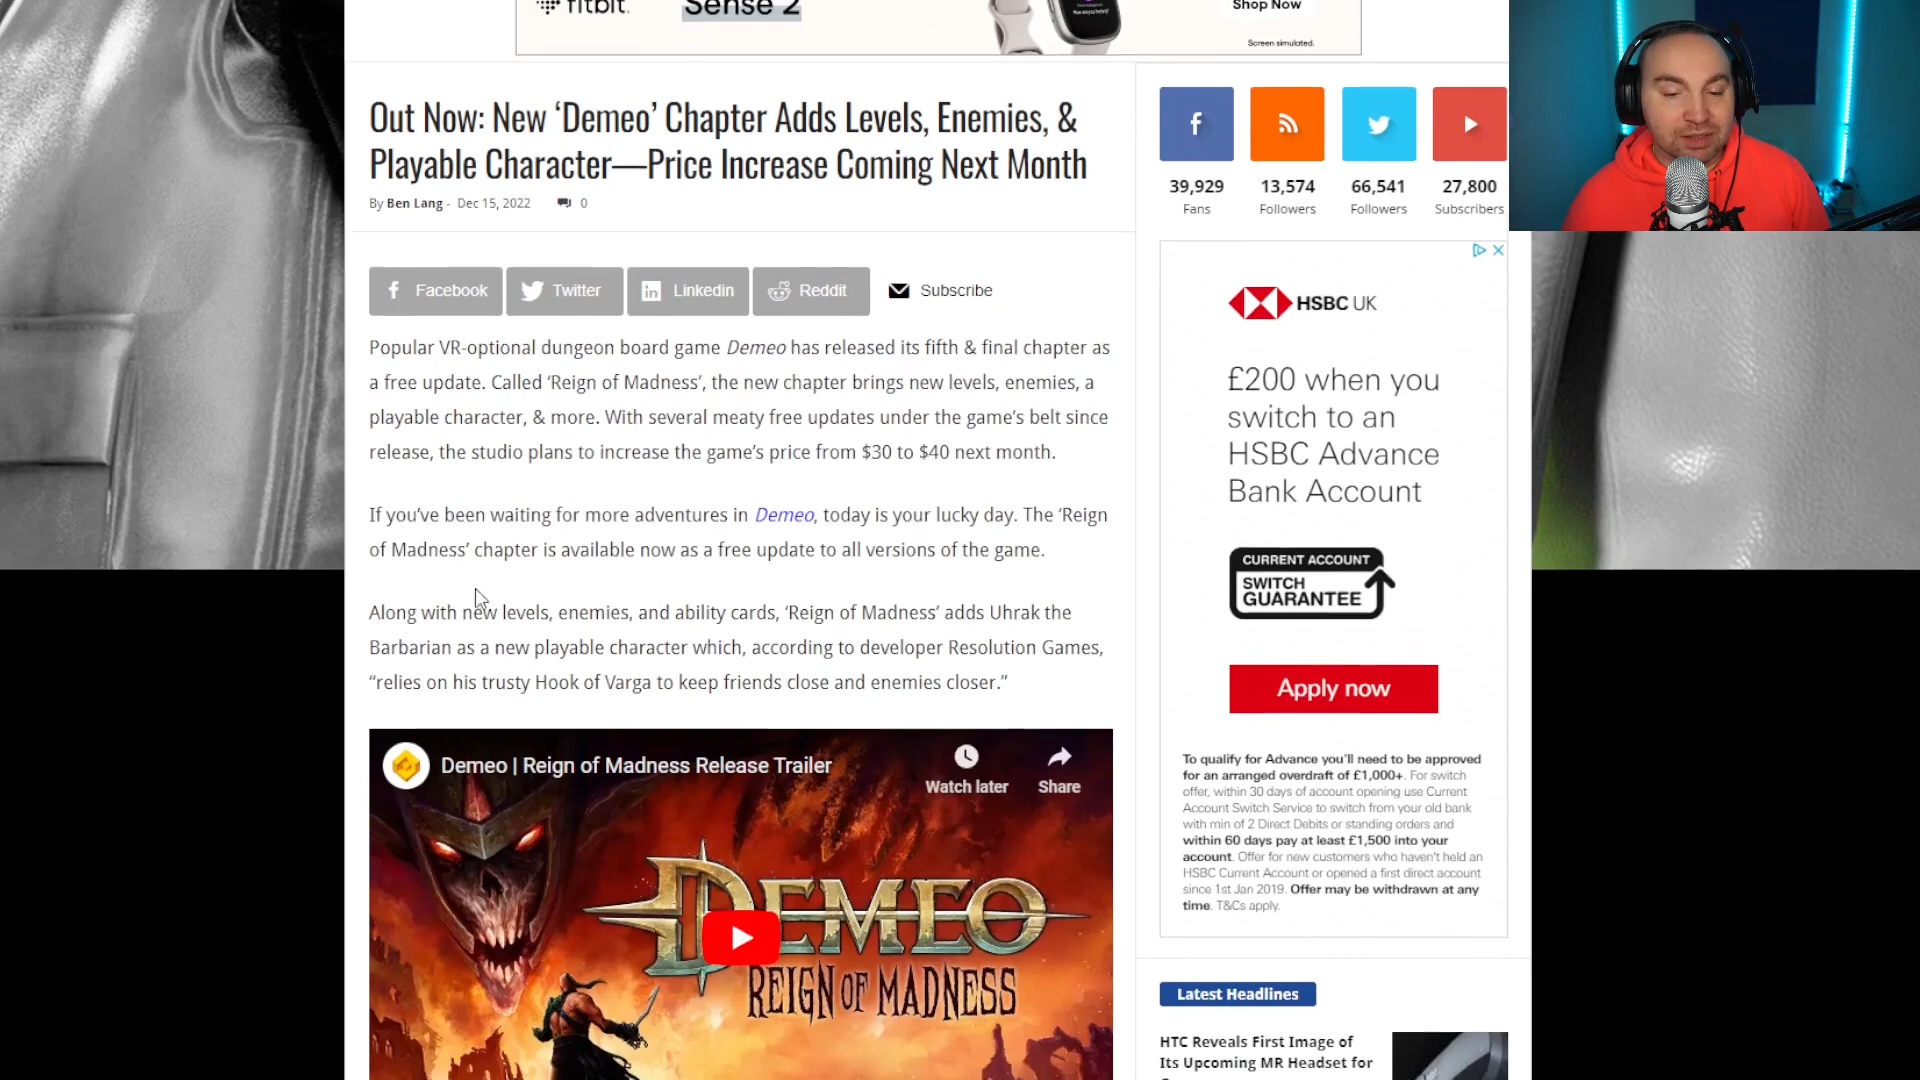 fitbit.
Sense 2
Shop Now
Screen simulated.
Out Now: New ‘Demeo’ Chapter Adds Levels, Enemies, &
Playable Character—Price Increase Coming Next Month
By Ben Lang - Dec 15, 2022 0
Facebook Twitter Linkedin Reddit Subscribe
Popular VR-optional dungeon board game Demeo has released its fifth & final chapter as
a free update. Called ‘Reign of Madness’, the new chapter brings new levels, enemies, a
playable character, & more. With several meaty free updates under the game’s belt since
release, the studio plans to increase the game’s price from $30 to $40 next month.
If you’ve been waiting for more adventures in Demeo, today is your lucky day. The ‘Reign
of Madness’ chapter is available now as a free update to all versions of the game.
Along with new levels, enemies, and ability cards, ‘Reign of Madness’ adds Uhrak the
Barbarian as a new playable character which, according to developer Resolution Games,
“relies on his trusty Hook of Varga to keep friends close and enemies closer.”
Demeo | Reign of Madness Release Trailer
Watch later
Share
DEMEO
REIGN OF MADNESS
39,929 13,574 66,541 27,800
Fans Followers Followers Subscribers
HSBC UK
£200 when you
switch to an
HSBC Advance
Bank Account
CURRENT ACCOUNT
SWITCH
GUARANTEE
Apply now
To qualify for Advance you'll need to be approved
for an arranged overdraft of £1,000+. For switch
offer, within 30 days of account opening use Current
Account Switch Service to switch from your old bank
with min of 2 Direct Debits or standing orders and
within 60 days pay at least £1,500 into your
account. Offer for new customers who haven't held an
HSBC Current Account or opened a first direct account
since 1st Jan 2019. Offer may be withdrawn at any
time. T&Cs apply.
Latest Headlines
HTC Reveals First Image of
Its Upcoming MR Headset for